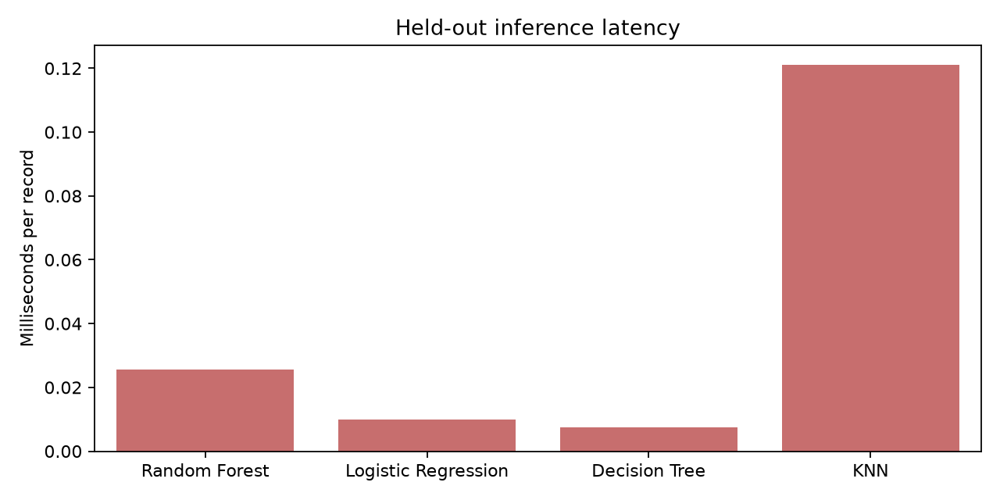 Held-out inference latency
Milliseconds per record
0.12
0.10
0.08
0.06
0.04
0.02
0.00
Random Forest
Logistic Regression
Decision Tree
KNN